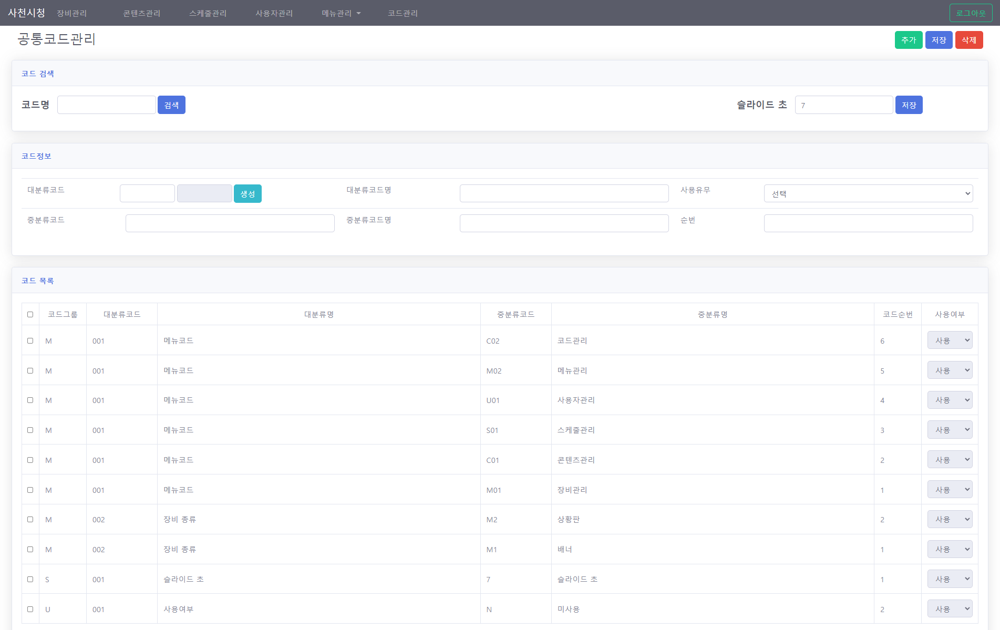 사천시청 장비관리 콘텐츠관리 스케줄관리 사용자관리 메뉴관리 코드관리 로그아웃
공통코드관리 추가 저장 삭제
코드 검색
코드명 검색 슬라이드 초 7 저장
코드정보
대분류코드 생성 대분류코드명 사용유무 선택
중분류코드 중분류코드명 순번
코드 목록
코드그룹 대분류코드 대분류명 중분류코드 중분류명 코드순번 사용여부
M 001 메뉴코드 C02 코드관리 6 사용
M 001 메뉴코드 M02 메뉴관리 5 사용
M 001 메뉴코드 U01 사용자관리 4 사용
M 001 메뉴코드 S01 스케줄관리 3 사용
M 001 메뉴코드 C01 콘텐츠관리 2 사용
M 001 메뉴코드 M01 장비관리 1 사용
M 002 장비 종류 M2 상황판 2 사용
M 002 장비 종류 M1 배너 1 사용
S 001 슬라이드 초 7 슬라이드 초 1 사용
U 001 사용여부 N 미사용 2 사용